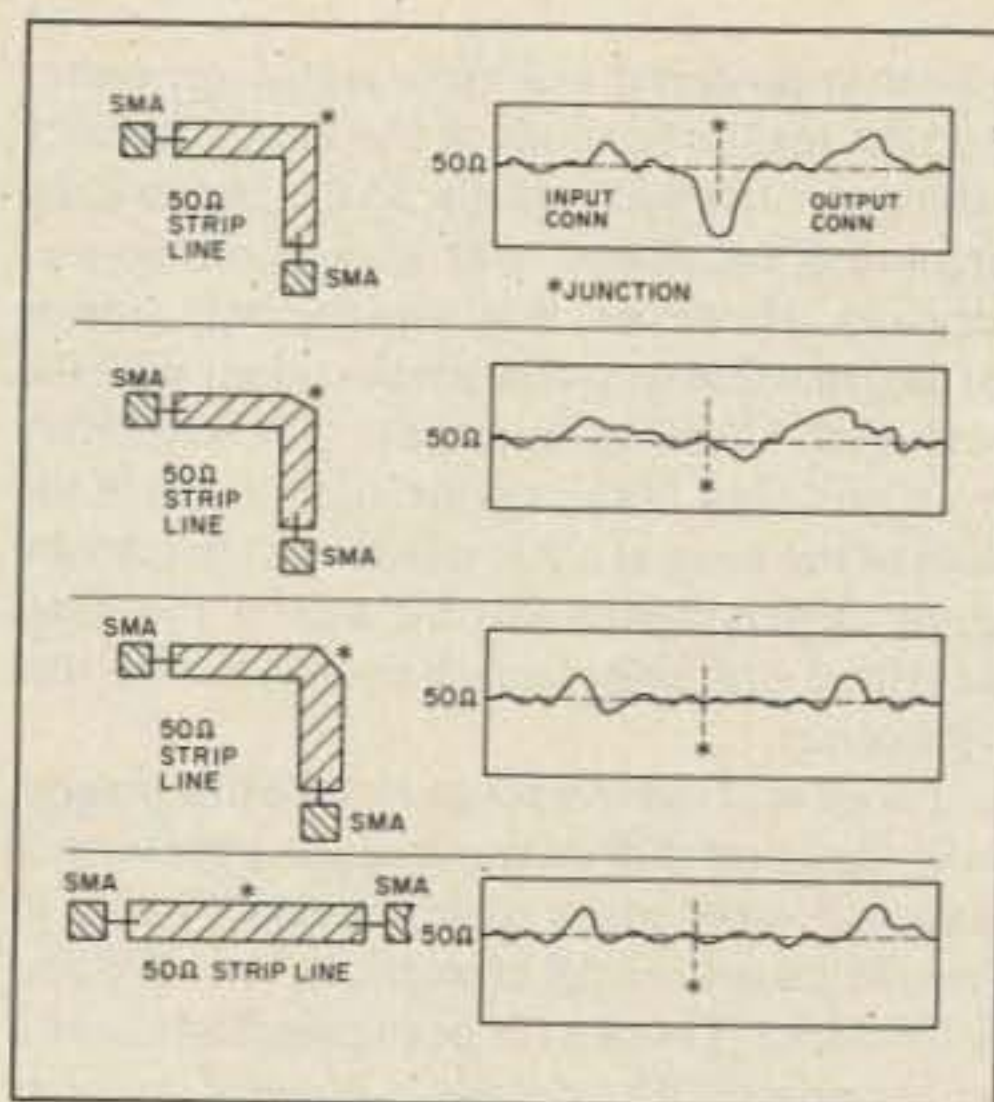 SMA
*
50Ω
STRIP
LINE
SMA
50Ω
*
INPUT
CONN
OUTPUT
CONN
*JUNCTION
SMA
*
50Ω
STRIP
LINE
SMA
50Ω
*
SMA
*
50Ω
STRIP
LINE
SMA
50Ω
*
SMA
*
SMA
50Ω STRIP LINE
50Ω
*